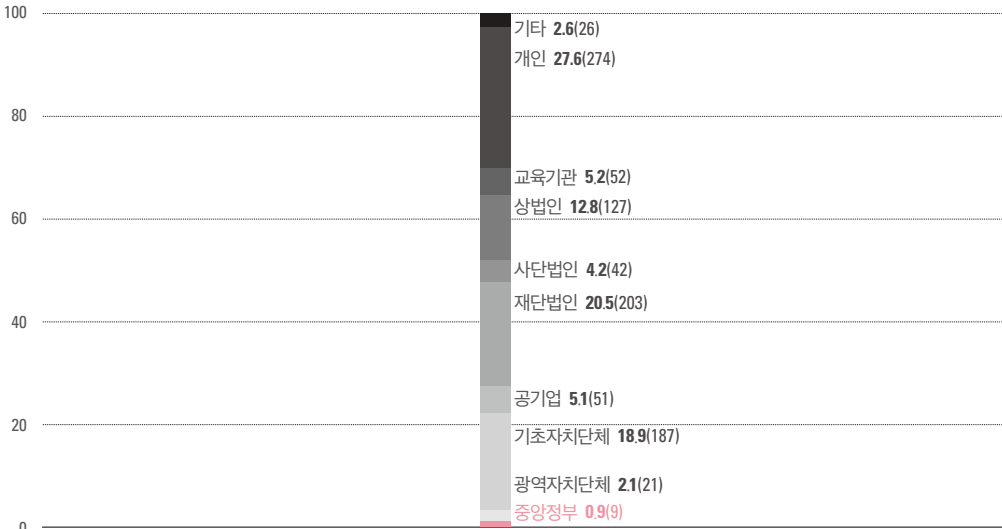 100
기타 2.6(26)
개인 27.6(274)
80
교육기관 5.2(52)
상법인 12.8(127)
60
사단법인 4.2(42)
재단법인 20.5(203)
40
공기업 5.1(51)
20
기초자치단체 18.9(187)
광역자치단체 2.1(21)
중앙정부 0.9(9)
0